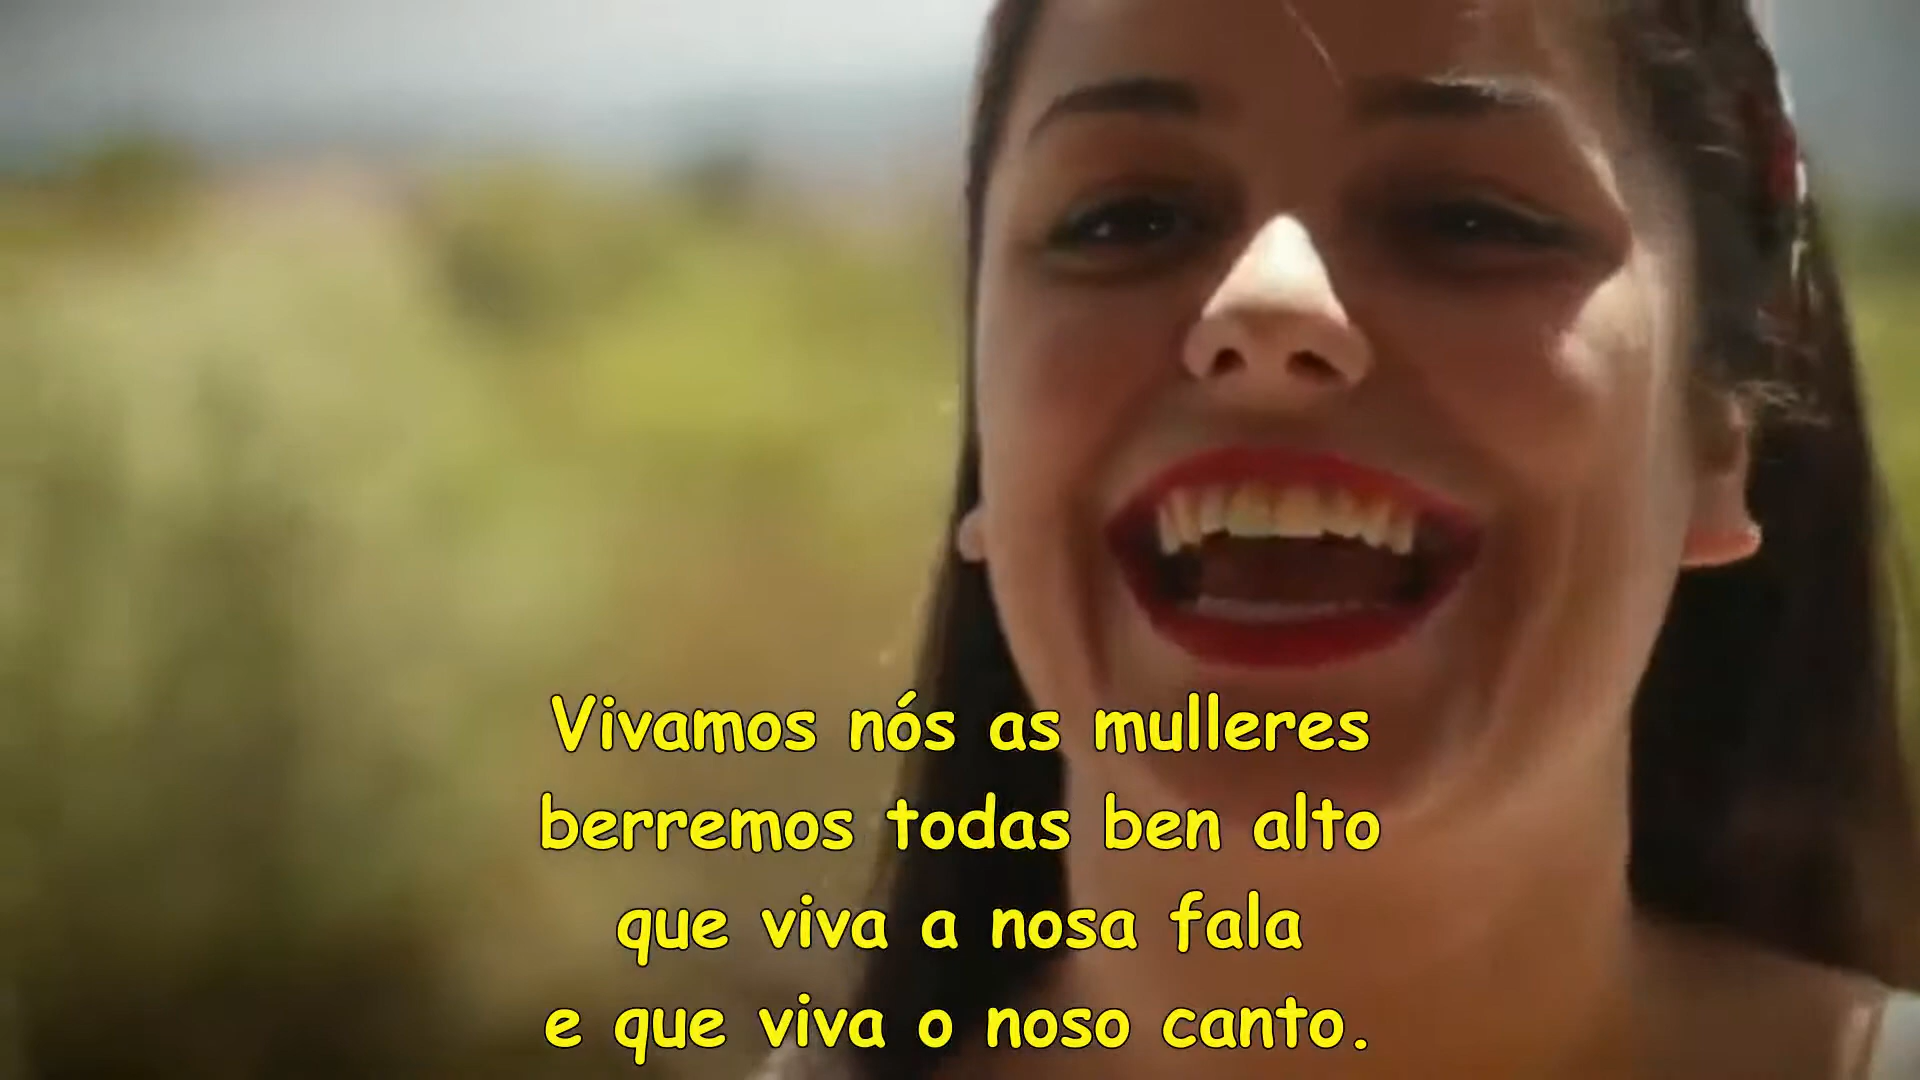 Vivamos nós as mulleres
berremos todas ben alto
que viva a nosa fala
e que viva o noso canto.